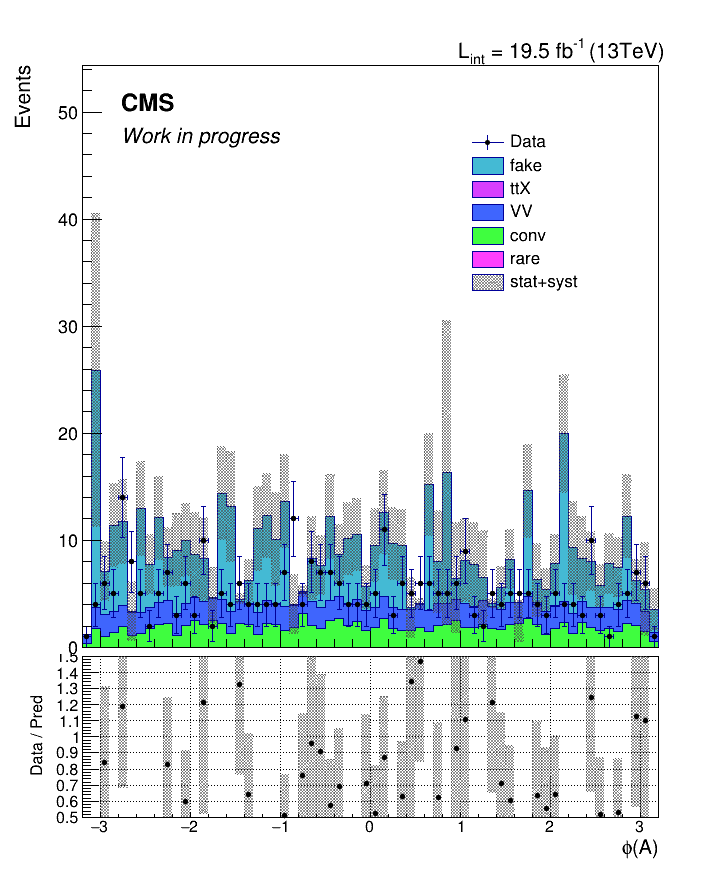 L_int = 19.5 fb^-1 (13TeV)
Events
CMS
Work in progress
Data
fake
ttX
VV
conv
rare
stat+syst
50
40
30
20
10
0
Data / Pred
1.5
1.4
1.3
1.2
1.1
1
0.9
0.8
0.7
0.6
0.5
−3 −2 −1 0 1 2 3
ϕ(A)